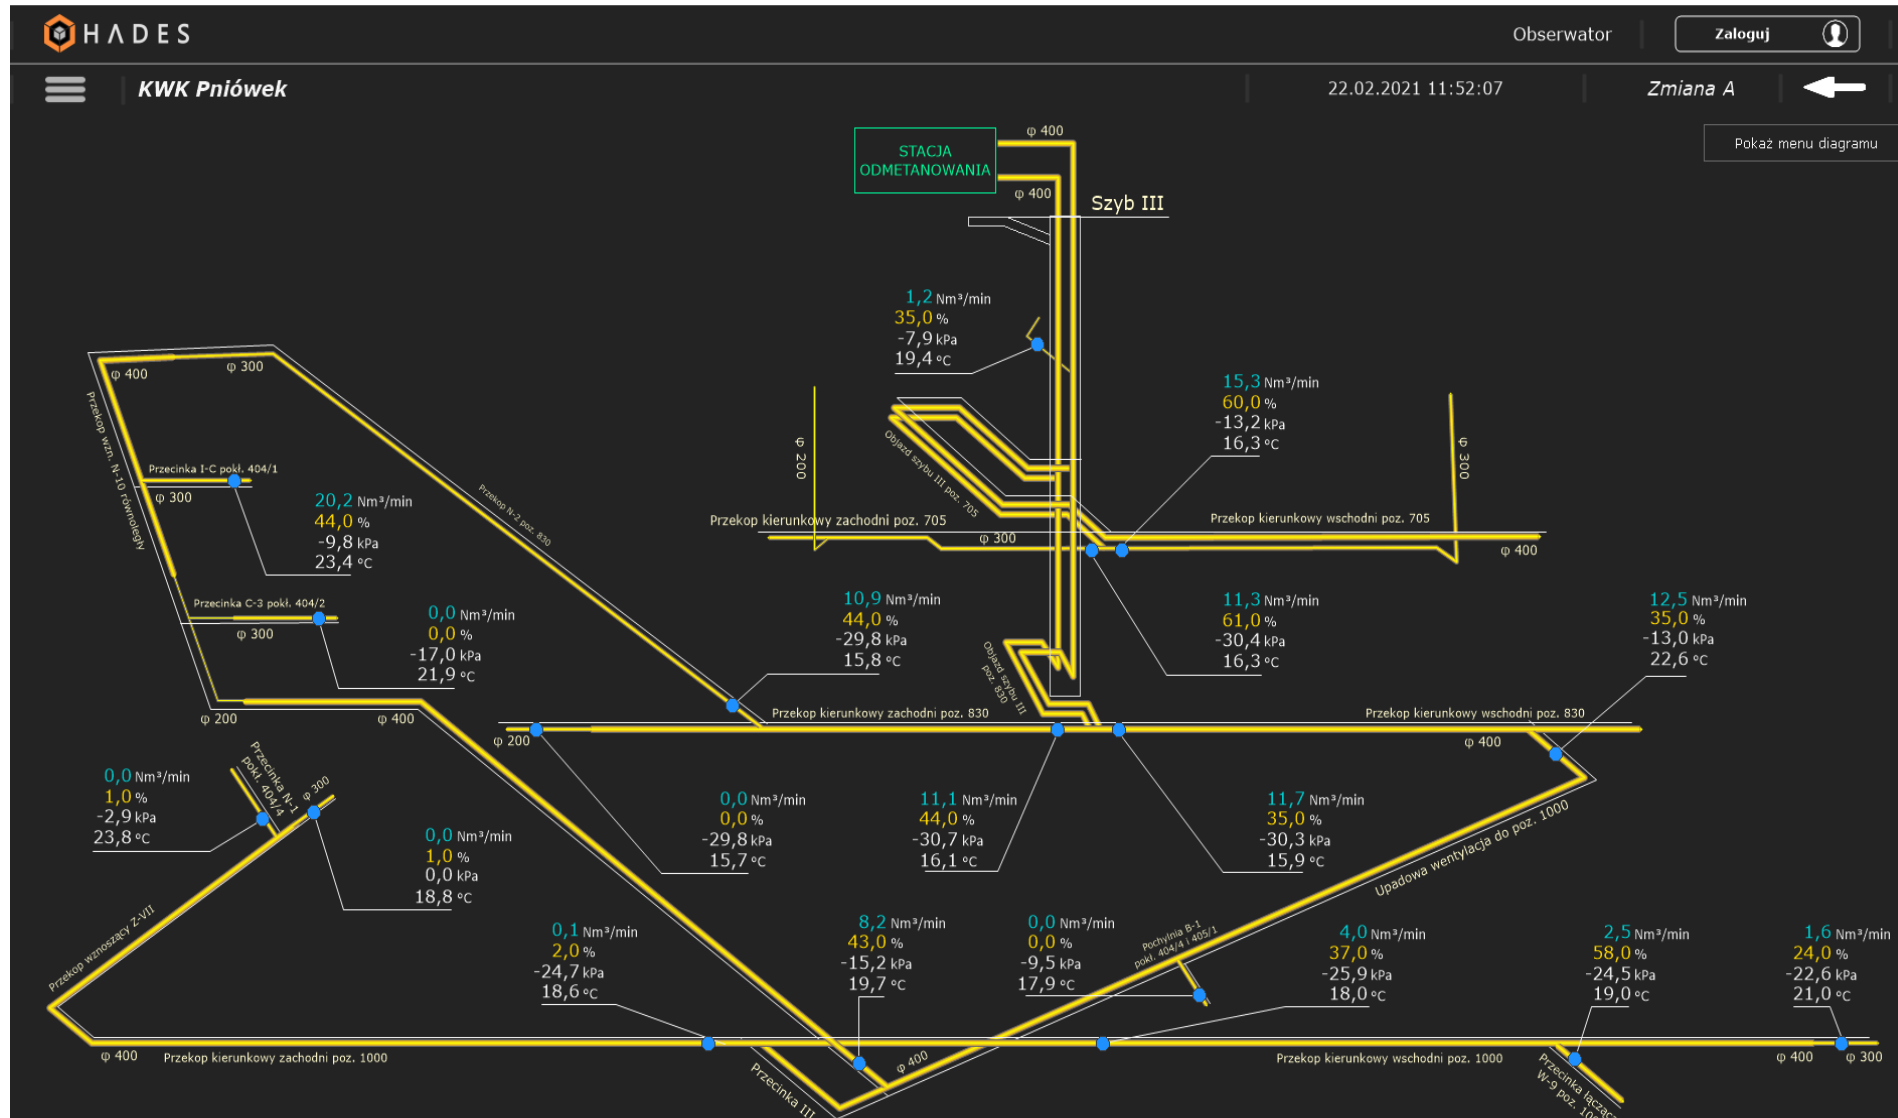 HADES
Obserwator
Zaloguj
KWK Pniówek
22.02.2021 11:52:07
Zmiana A
Pokaż menu diagramu
STACJA
ODMETANOWANIA
φ 400
φ 400
Szyb III
1,2 Nm³/min
35,0 %
-7,9 kPa
19,4 °C
15,3 Nm³/min
60,0 %
-13,2 kPa
16,3 °C
φ 400
φ 300
Przekop wzn. N-10 równoległy
Przecinka I-C pokł. 404/1
φ 300
20,2 Nm³/min
44,0 %
-9,8 kPa
23,4 °C
Przekop N-2 poz. 830
φ 200
Objazd szybu III poz. 705
φ 300
Przekop kierunkowy zachodni poz. 705
φ 300
Przekop kierunkowy wschodni poz. 705
φ 400
Przecinka C-3 pokł. 404/2
φ 300
0,0 Nm³/min
0,0 %
-17,0 kPa
21,9 °C
10,9 Nm³/min
44,0 %
-29,8 kPa
15,8 °C
11,3 Nm³/min
61,0 %
-30,4 kPa
16,3 °C
12,5 Nm³/min
35,0 %
-13,0 kPa
22,6 °C
Objazd szybu III
poz. 830
φ 200
φ 400
φ 200
Przekop kierunkowy zachodni poz. 830
Przekop kierunkowy wschodni poz. 830
φ 400
Przecinka N-1
pokł. 404/4
φ 300
0,0 Nm³/min
1,0 %
-2,9 kPa
23,8 °C
0,0 Nm³/min
1,0 %
0,0 kPa
18,8 °C
0,0 Nm³/min
0,0 %
-29,8 kPa
15,7 °C
11,1 Nm³/min
44,0 %
-30,7 kPa
16,1 °C
11,7 Nm³/min
35,0 %
-30,3 kPa
15,9 °C
Upadowa wentylacja do poz. 1000
Przekop wznoszący Z-VII
0,1 Nm³/min
2,0 %
-24,7 kPa
18,6 °C
8,2 Nm³/min
43,0 %
-15,2 kPa
19,7 °C
0,0 Nm³/min
0,0 %
-9,5 kPa
17,9 °C
Pochylnia B-1
pokł. 404/4 i 405/1
4,0 Nm³/min
37,0 %
-25,9 kPa
18,0 °C
2,5 Nm³/min
58,0 %
-24,5 kPa
19,0 °C
1,6 Nm³/min
24,0 %
-22,6 kPa
21,0 °C
φ 400
Przekop kierunkowy zachodni poz. 1000
Przecinka III
φ 400
Przekop kierunkowy wschodni poz. 1000
Przecinka łącząca
W-9 poz.
φ 400
φ 300